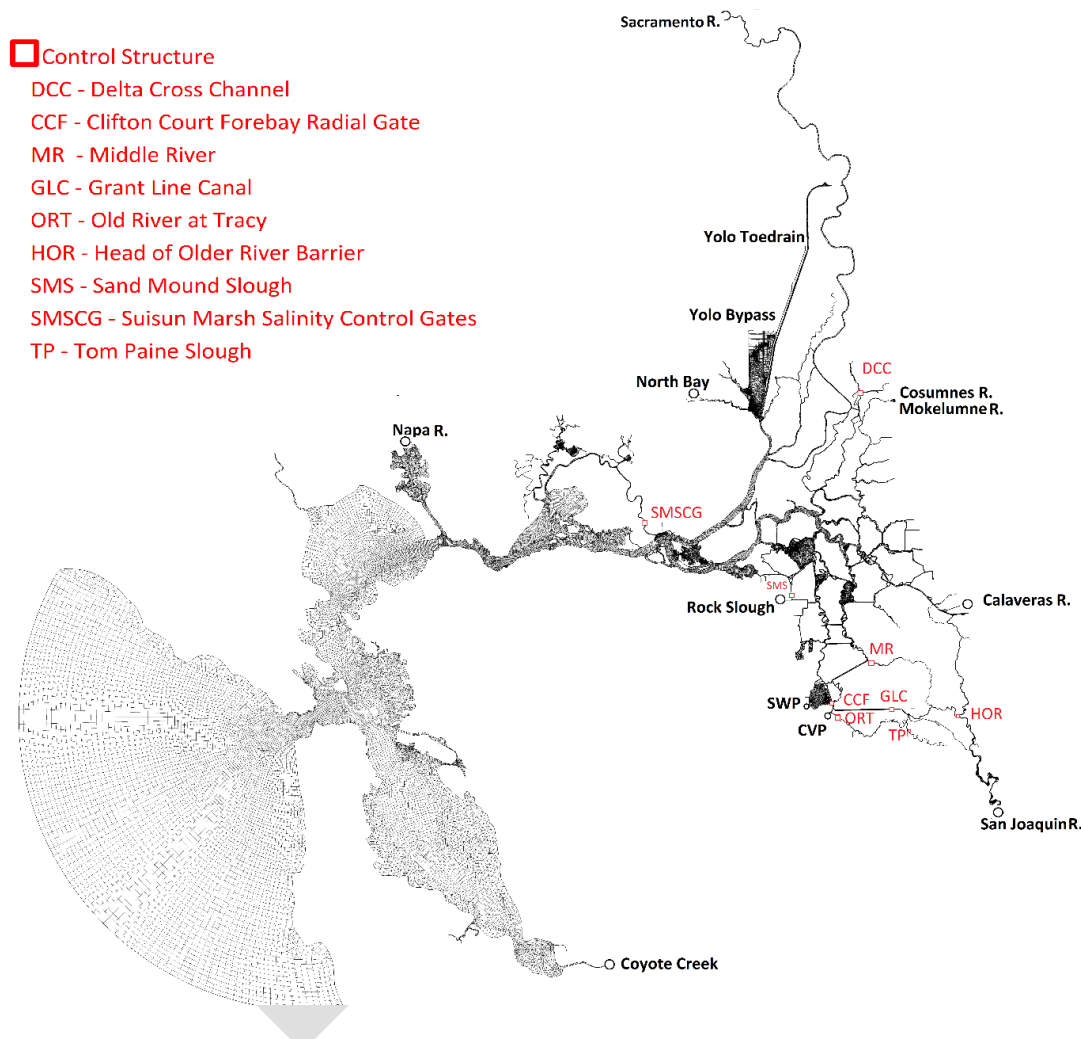 Sacramento R.
Control Structure
DCC - Delta Cross Channel
CCF - Clifton Court Forebay Radial Gate
MR - Middle River
GLC - Grant Line Canal
ORT - Old River at Tracy
HOR - Head of Older River Barrier
SMS - Sand Mound Slough
SMSCG - Suisun Marsh Salinity Control Gates
TP - Tom Paine Slough
Yolo Toedrain
Yolo Bypass
DCC
North Bay
Cosumnes R.
Mokelumne R.
Napa R.
SMSCG
SMS
Rock Slough
Calaveras R.
MR
SWP
CCF
GLC
HOR
ORT
CVP
TP
San Joaquin R.
Coyote Creek